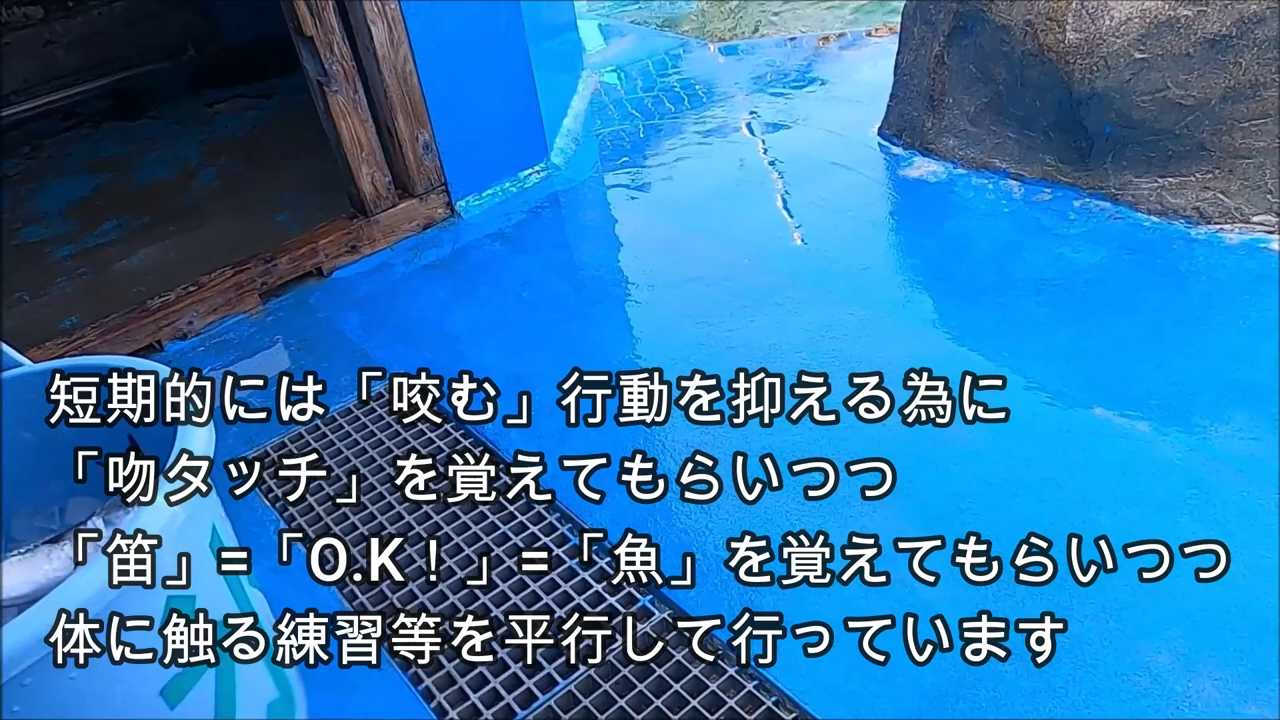 短期的には「咬む」行動を抑える為に
「吻タッチ」を覚えてもらいつつ
「笛」=「O.K！」=「魚」を覚えてもらいつつ
体に触る練習等を平行して行っています